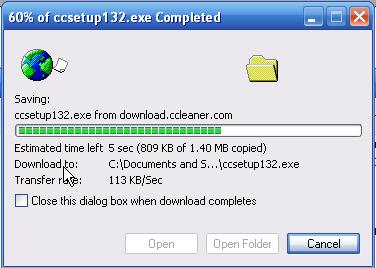 60% of ccsetup132.exe Completed
Saving:
ccsetup132.exe from download.ccleaner.com
Estimated time left 5 sec (809 KB of 1.40 MB copied)
Download to: C:\Documents and S...\ccsetup132.exe
Transfer rate: 113 KB/Sec
Close this dialog box when download completes
Open Open Folder Cancel